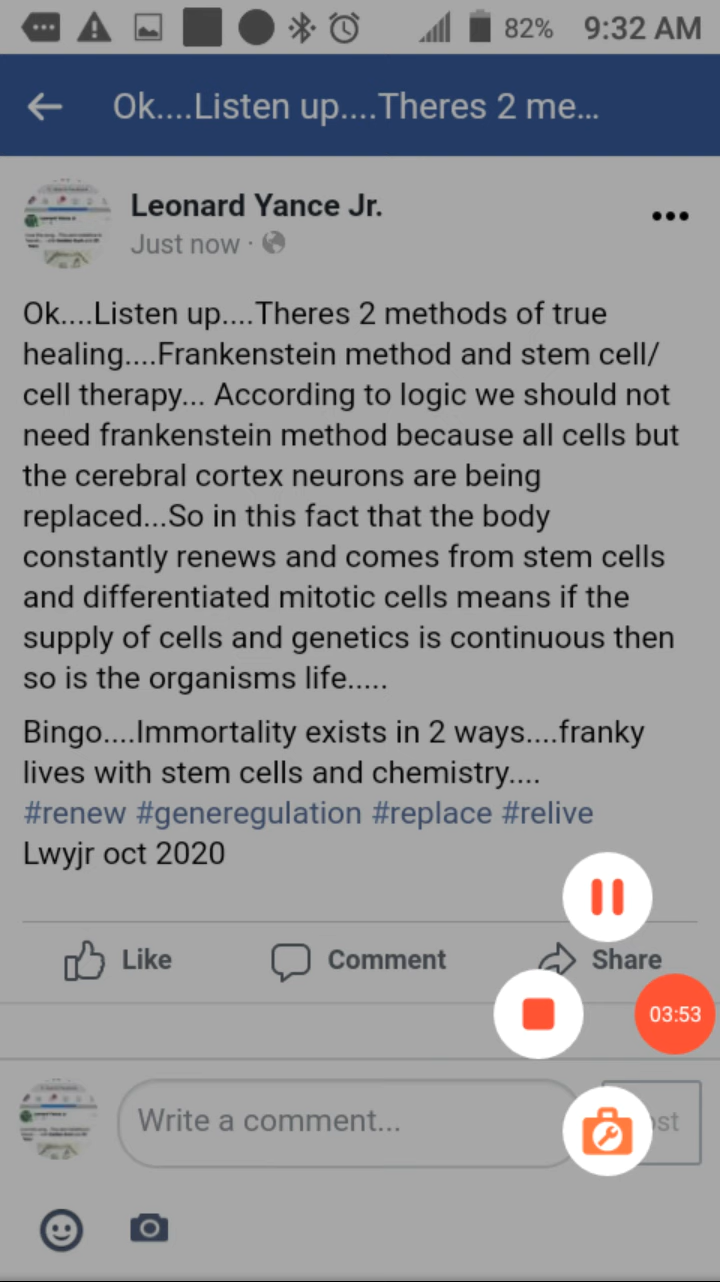 82% 9:32 AM
Ok....Listen up....Theres 2 me...
Leonard Yance Jr.
Just now ·
Ok....Listen up....Theres 2 methods of true
healing....Frankenstein method and stem cell/
cell therapy... According to logic we should not
need frankenstein method because all cells but
the cerebral cortex neurons are being
replaced...So in this fact that the body
constantly renews and comes from stem cells
and differentiated mitotic cells means if the
supply of cells and genetics is continuous then
so is the organisms life.....
Bingo....Immortality exists in 2 ways....franky
lives with stem cells and chemistry....
#renew #generegulation #replace #relive
Lwyjr oct 2020
Like Comment Share
03:53
Write a comment...